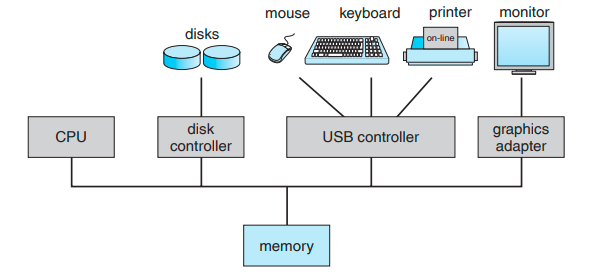 mouse
keyboard
printer
monitor
disks
on-line
CPU
disk
controller
USB controller
graphics
adapter
memory